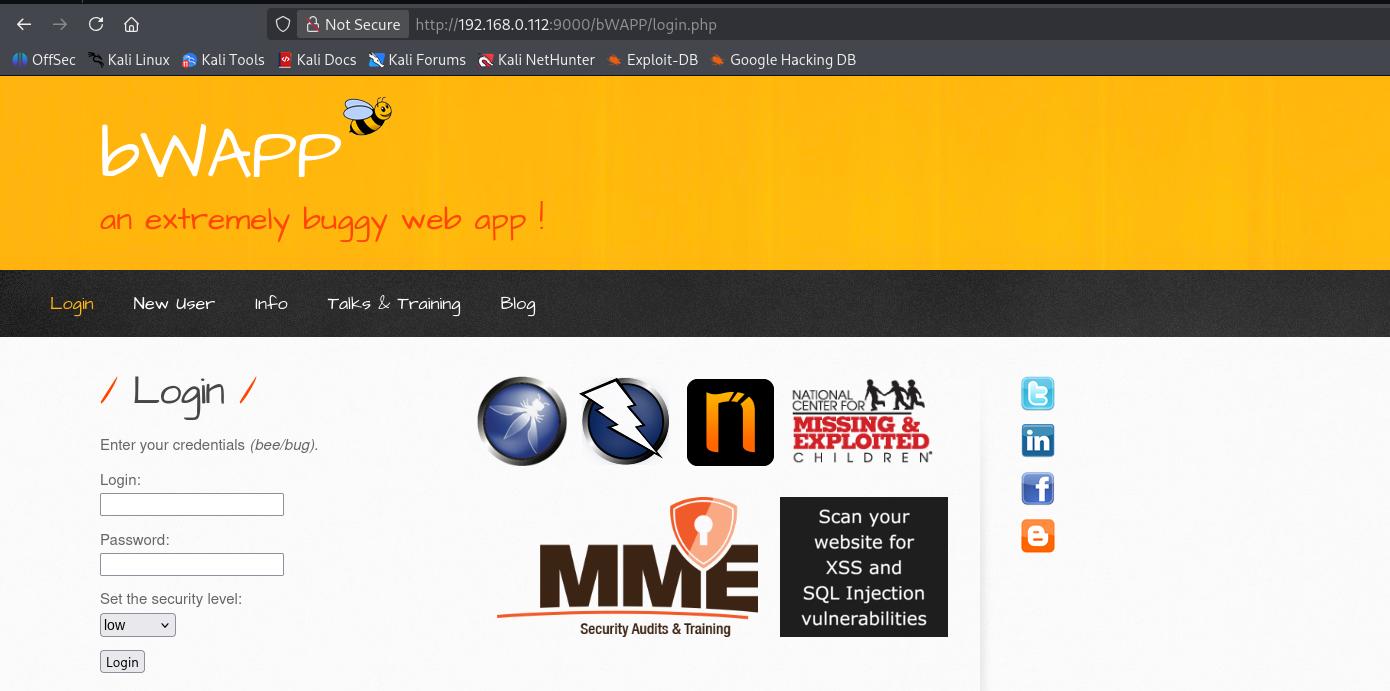 Not Secure http://192.168.0.112:9000/bWAPP/login.php
OffSec Kali Linux Kali Tools Kali Docs Kali Forums Kali NetHunter Exploit-DB Google Hacking DB
bWAPP
an extremely buggy web app !
Login New User Info Talks & Training Blog
/ Login /
Enter your credentials (bee/bug).
Login:
Password:
Set the security level:
low
Login
n
NATIONAL
CENTER FOR
MISSING &
EXPLOITED
CHILDREN®
MME
Security Audits & Training
Scan your
website for
XSS and
SQL Injection
vulnerabilities
t
in
f
B